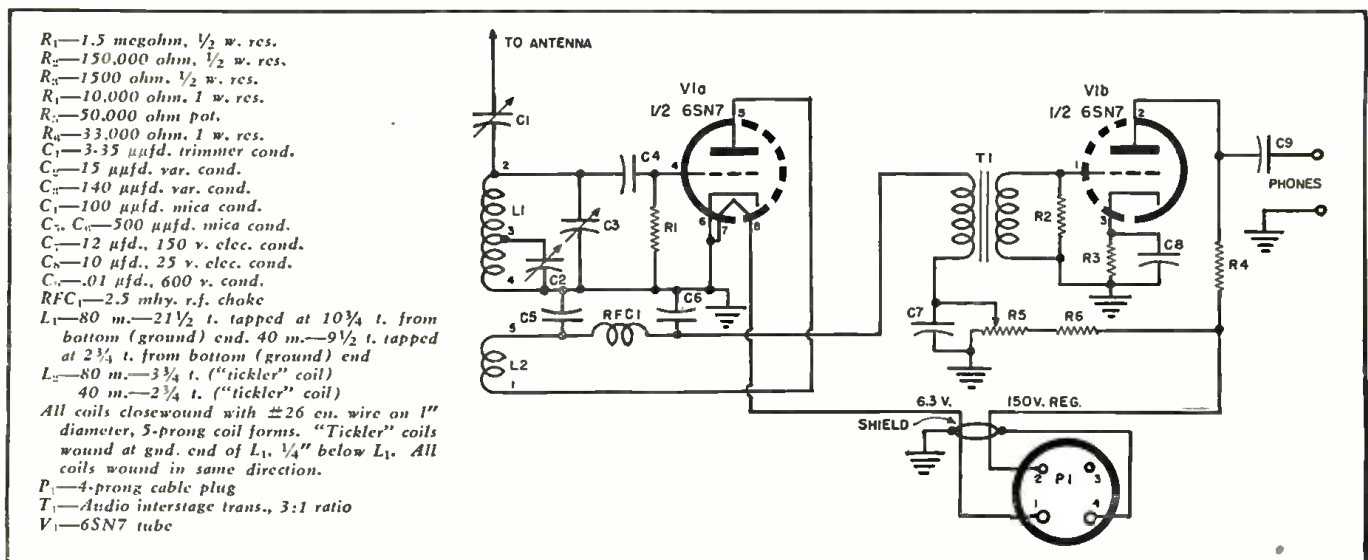 R₁—1.5 megohm, ½ w. res.
R₂—150,000 ohm, ½ w. res.
R₃—1500 ohm, ½ w. res.
R₄—10,000 ohm, 1 w. res.
R₅—50,000 ohm pot.
R₆—33,000 ohm, 1 w. res.
C₁—3-35 μμfd. trimmer cond.
C₂—15 μμfd. var. cond.
C₃—140 μμfd. var. cond.
C₄—100 μμfd. mica cond.
C₅, C₆—500 μμfd. mica cond.
C₇—12 μfd., 150 v. elec. cond.
C₈—10 μfd., 25 v. elec. cond.
C₉—.01 μfd., 600 v. cond.
RFC₁—2.5 mhy. r.f. choke
L₁—80 m.—21½ t. tapped at 10¾ t. from
bottom (ground) end. 40 m.—9½ t. tapped
at 2¾ t. from bottom (ground) end
L₂—80 m.—3¾ t. ("tickler" coil)
40 m.—2¾ t. ("tickler" coil)
All coils closewound with #26 en. wire on 1"
diameter, 5-prong coil forms. "Tickler" coils
wound at gnd. end of L₁, ¼" below L₁. All
coils wound in same direction.
P₁—4-prong cable plug
T₁—Audio interstage trans., 3:1 ratio
V₁—6SN7 tube
TO ANTENNA
C1
2
L1
3
4
C2
C3
C4
R1
V1a
1/2 6SN7
5
4
6
7
8
C5
RFC1
C6
5
L2
1
T1
R2
V1b
1/2 6SN7
2
1
3
R3
C8
C9
PHONES
R4
C7
R5
R6
6.3 V.
150V. REG.
SHIELD
2
3
P1
1
4